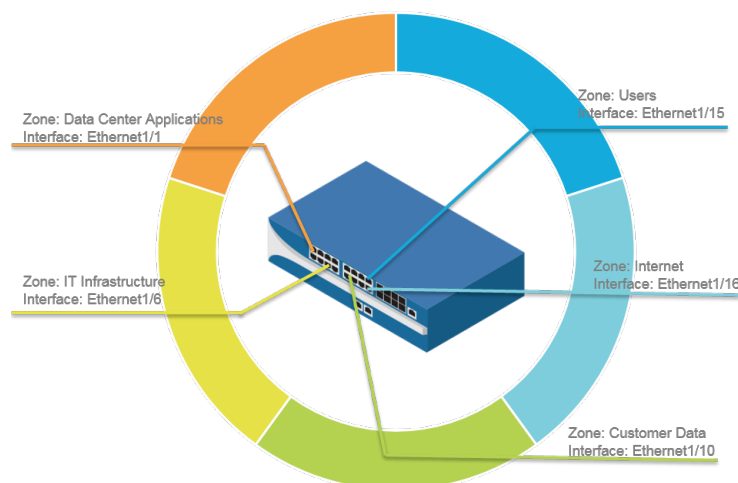 Zone: Data Center Applications
Interface: Ethernet1/1
Zone: Users
Interface: Ethernet1/15
Zone: IT Infrastructure
Interface: Ethernet1/6
Zone: Internet
Interface: Ethernet1/16
Zone: Customer Data
Interface: Ethernet1/10